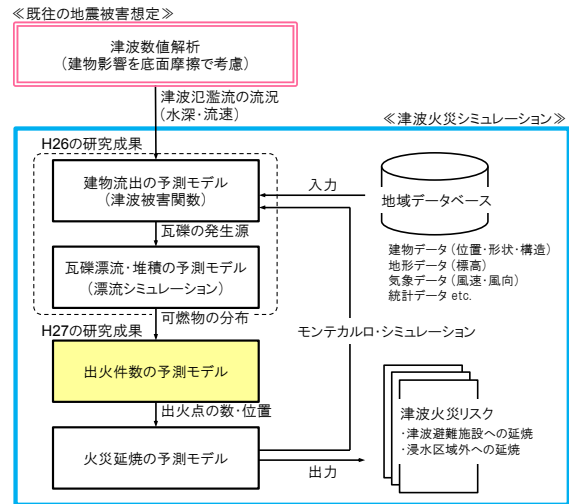 ≪既往の地震被害想定≫
津波数値解析
(建物影響を底面摩擦で考慮)
津波氾濫流の流況
(水深・流速)
≪津波火災シミュレーション≫
H26の研究成果
建物流出の予測モデル
(津波被害関数)
入力
地域データベース
瓦礫の発生源
建物データ (位置・形状・構造)
地形データ (標高)
気象データ (風速・風向)
統計データ etc.
瓦礫漂流・堆積の予測モデル
(漂流シミュレーション)
可燃物の分布
H27の研究成果
モンテカルロ・シミュレーション
出火件数の予測モデル
出火点の数・位置
津波火災リスク
・津波避難施設への延焼
・浸水区域外への延焼
火災延焼の予測モデル
出力